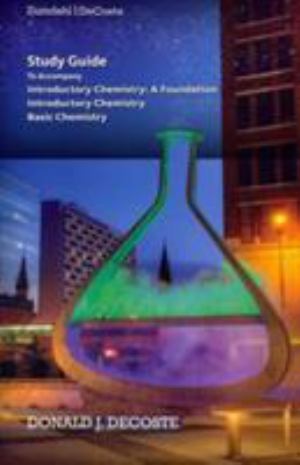 Zumdahl | DeCoste
Study Guide
To Accompany
Introductory Chemistry: A Foundation
Introductory Chemistry
Basic Chemistry
DONALD J. DECOSTE